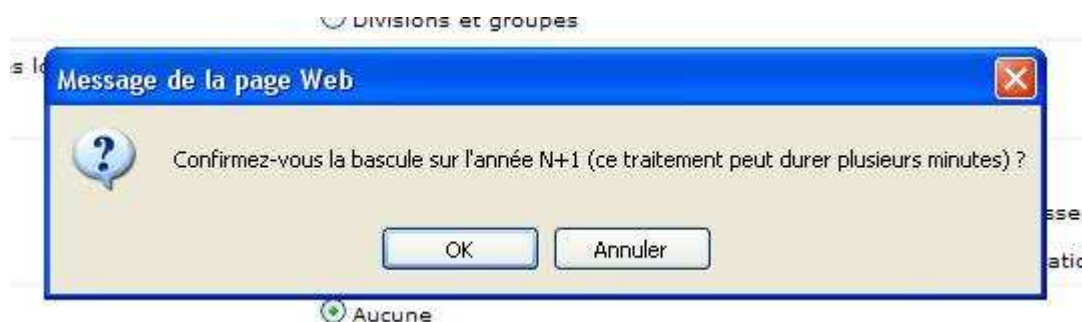 Divisions et groupes
Message de la page Web
Confirmez-vous la bascule sur l'année N+1 (ce traitement peut durer plusieurs minutes) ?
OK
Annuler
Aucune